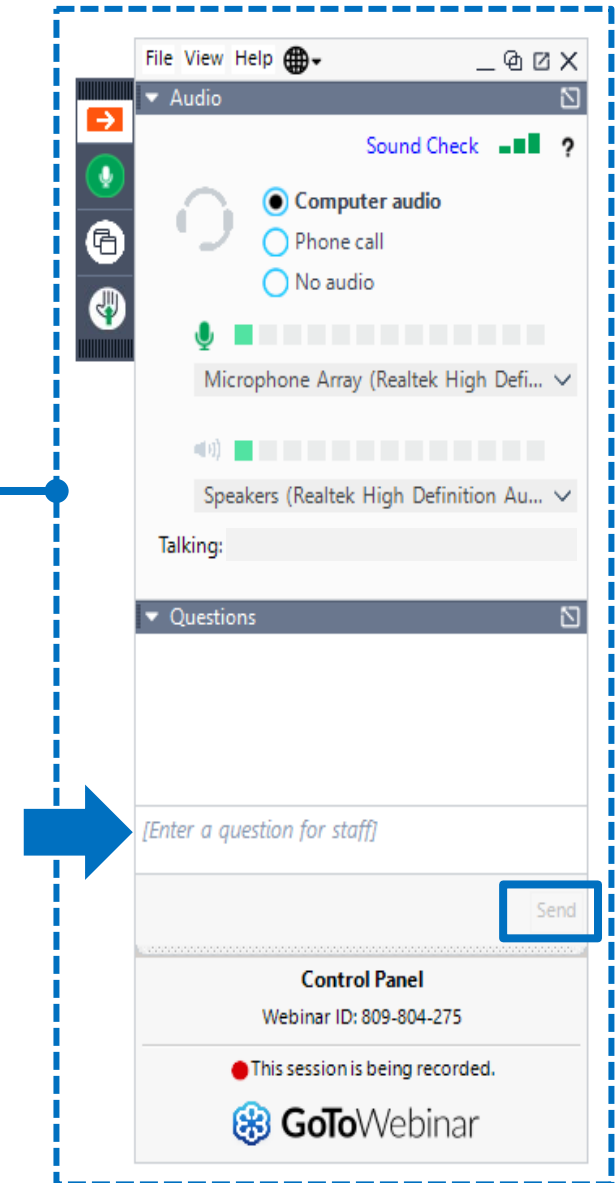 File View Help
Audio
Sound Check ?
Computer audio
Phone call
No audio
Microphone Array (Realtek High Defi...
Speakers (Realtek High Definition Au...
Talking:
Questions
[Enter a question for staff]
Send
Control Panel
Webinar ID: 809-804-275
This session is being recorded.
GoToWebinar